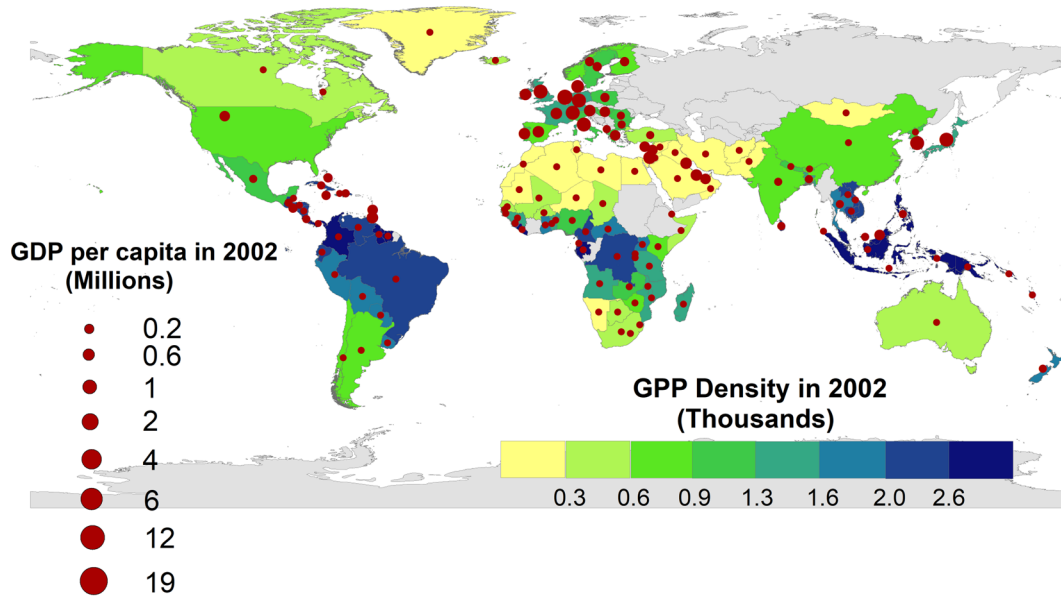 GDP per capita in 2002
(Millions)
0.2
0.6
1
2
4
6
12
19
GPP Density in 2002
(Thousands)
0.3 0.6 0.9 1.3 1.6 2.0 2.6